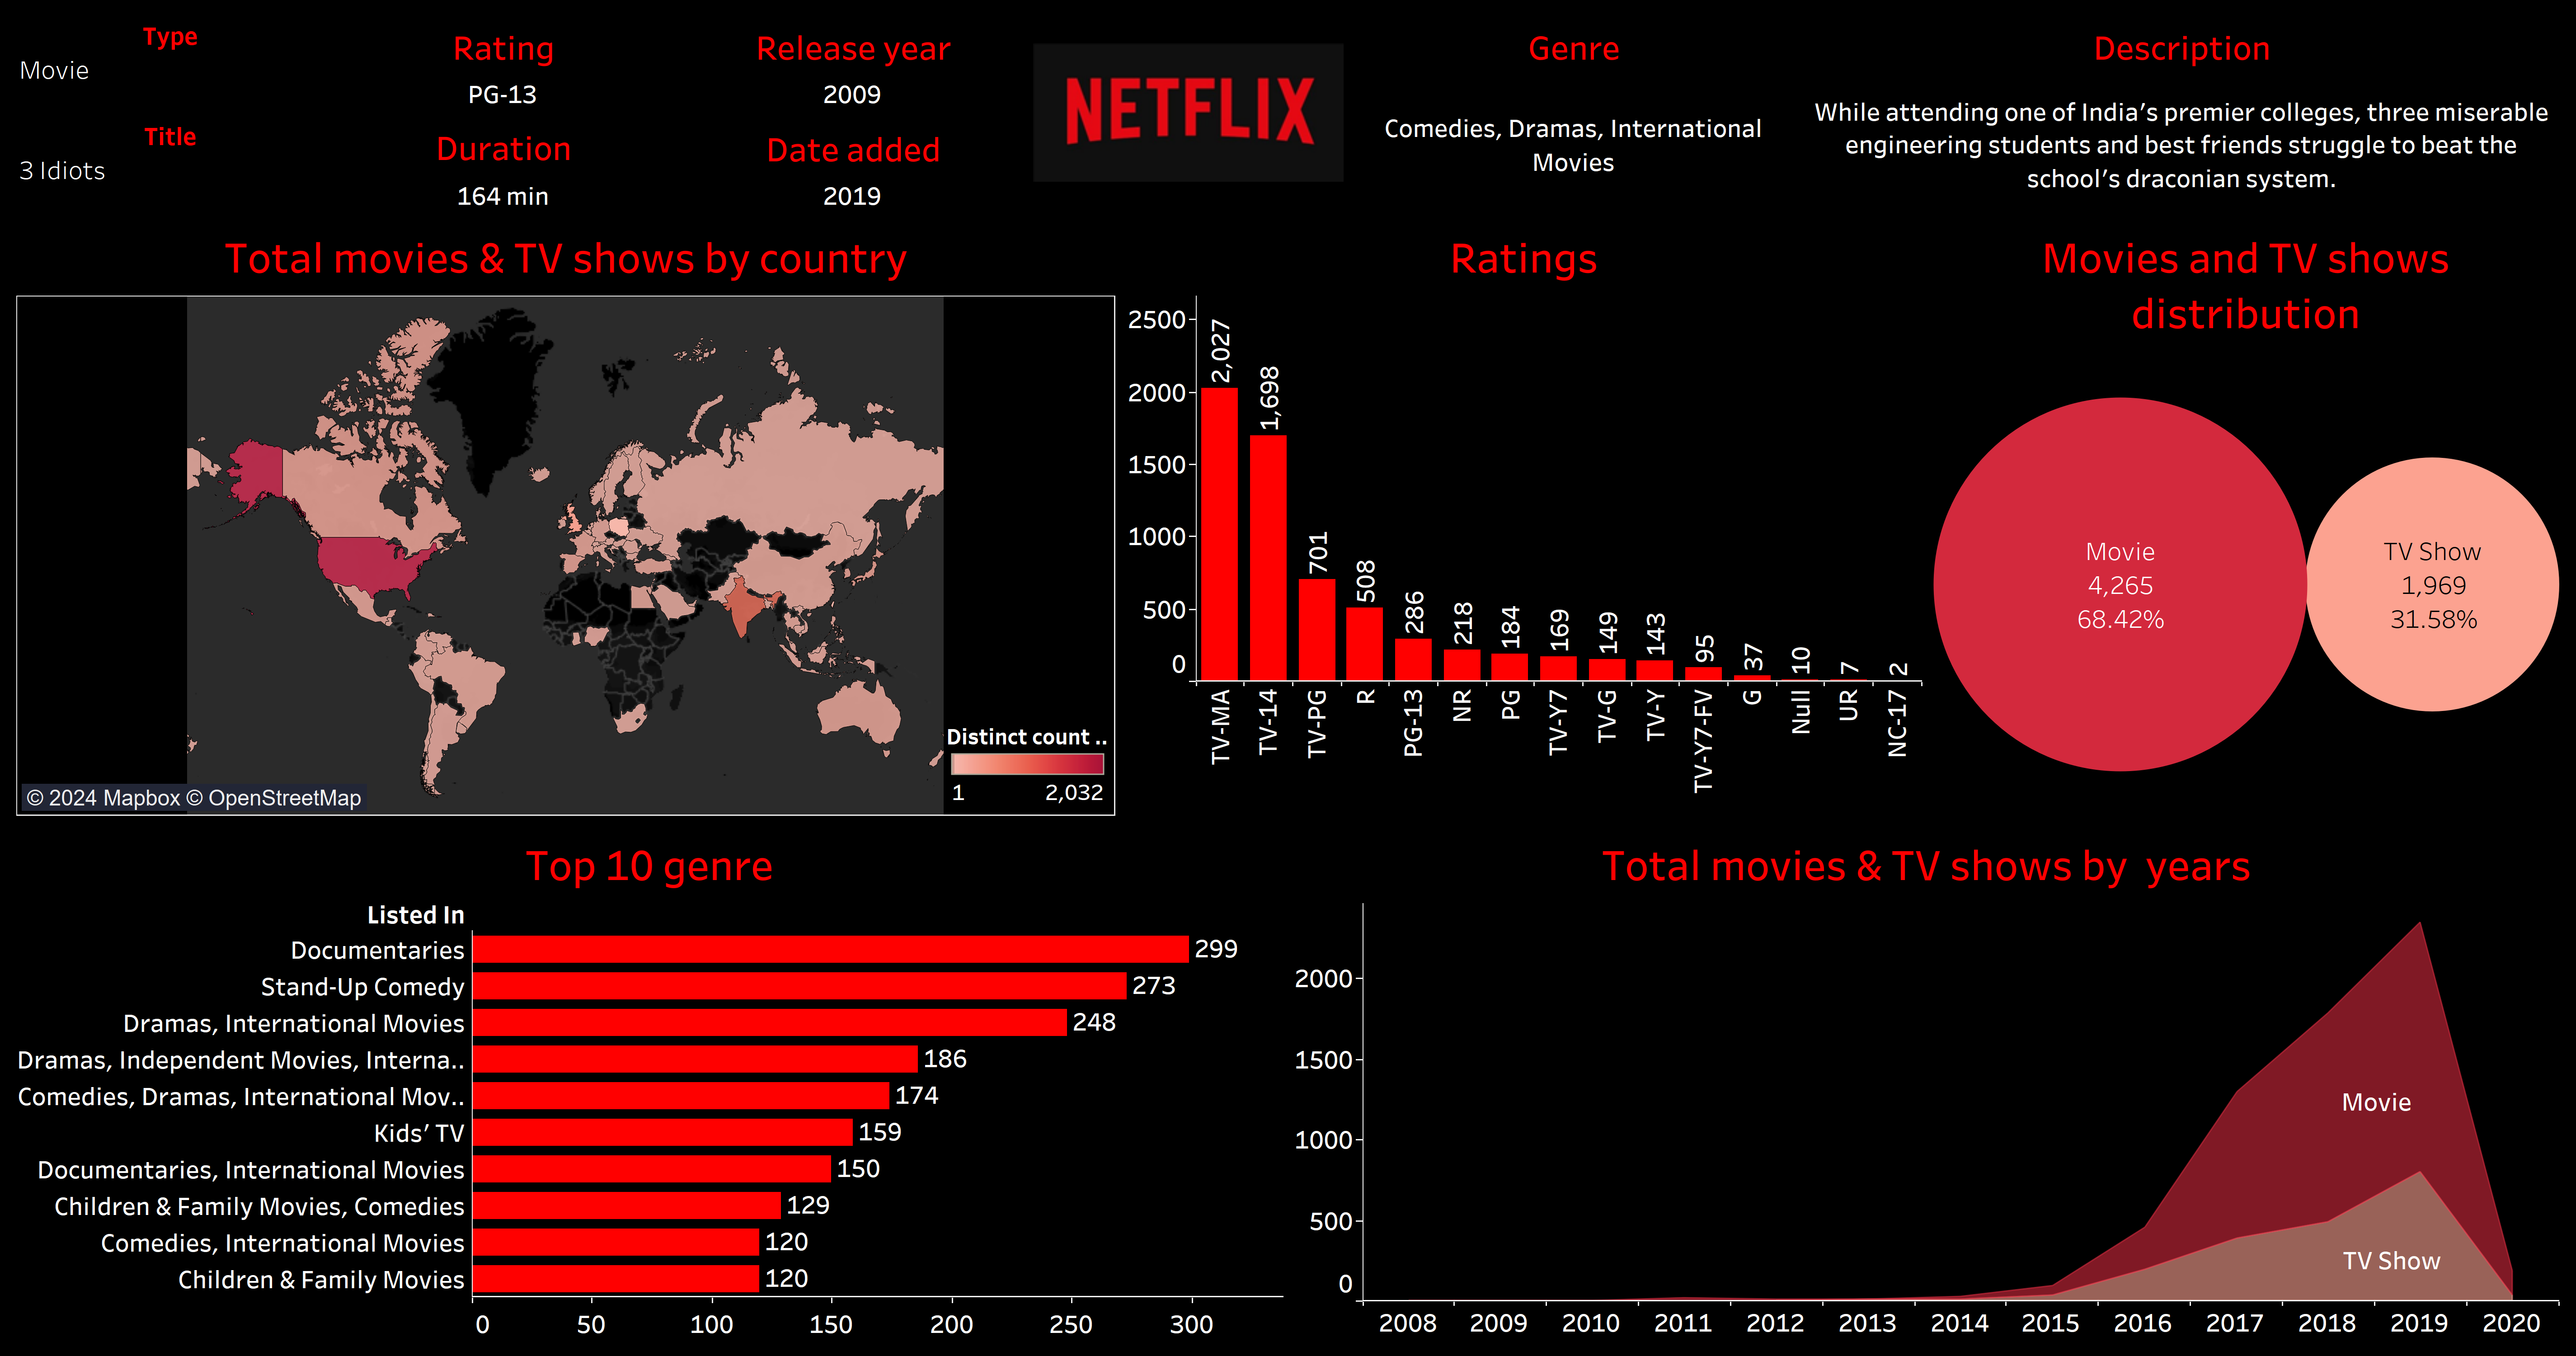 Type
Movie
Title
3 Idiots
Rating
PG-13
Duration
164 min
Release year
2009
Date added
2019
NETFLIX
Genre
Comedies, Dramas, International
Movies
Description
While attending one of India’s premier colleges, three miserable
engineering students and best friends struggle to beat the
school’s draconian system.
Total movies & TV shows by country
© 2024 Mapbox © OpenStreetMap
Distinct count ..
1 2,032
Ratings
2500
2000
1500
1000
500
0
2,027
1,698
701
508
286
218
184
169
149
143
95
37
10
7
2
TV-MA
TV-14
TV-PG
R
PG-13
NR
PG
TV-Y7
TV-G
TV-Y
TV-Y7-FV
G
Null
UR
NC-17
Movies and TV shows
distribution
Movie
4,265
68.42%
TV Show
1,969
31.58%
Top 10 genre
Listed In
Documentaries 299
Stand-Up Comedy 273
Dramas, International Movies 248
Dramas, Independent Movies, Interna.. 186
Comedies, Dramas, International Mov.. 174
Kids’ TV 159
Documentaries, International Movies 150
Children & Family Movies, Comedies 129
Comedies, International Movies 120
Children & Family Movies 120
0 50 100 150 200 250 300
Total movies & TV shows by  years
2000
1500
1000
500
0
Movie
TV Show
2008 2009 2010 2011 2012 2013 2014 2015 2016 2017 2018 2019 2020